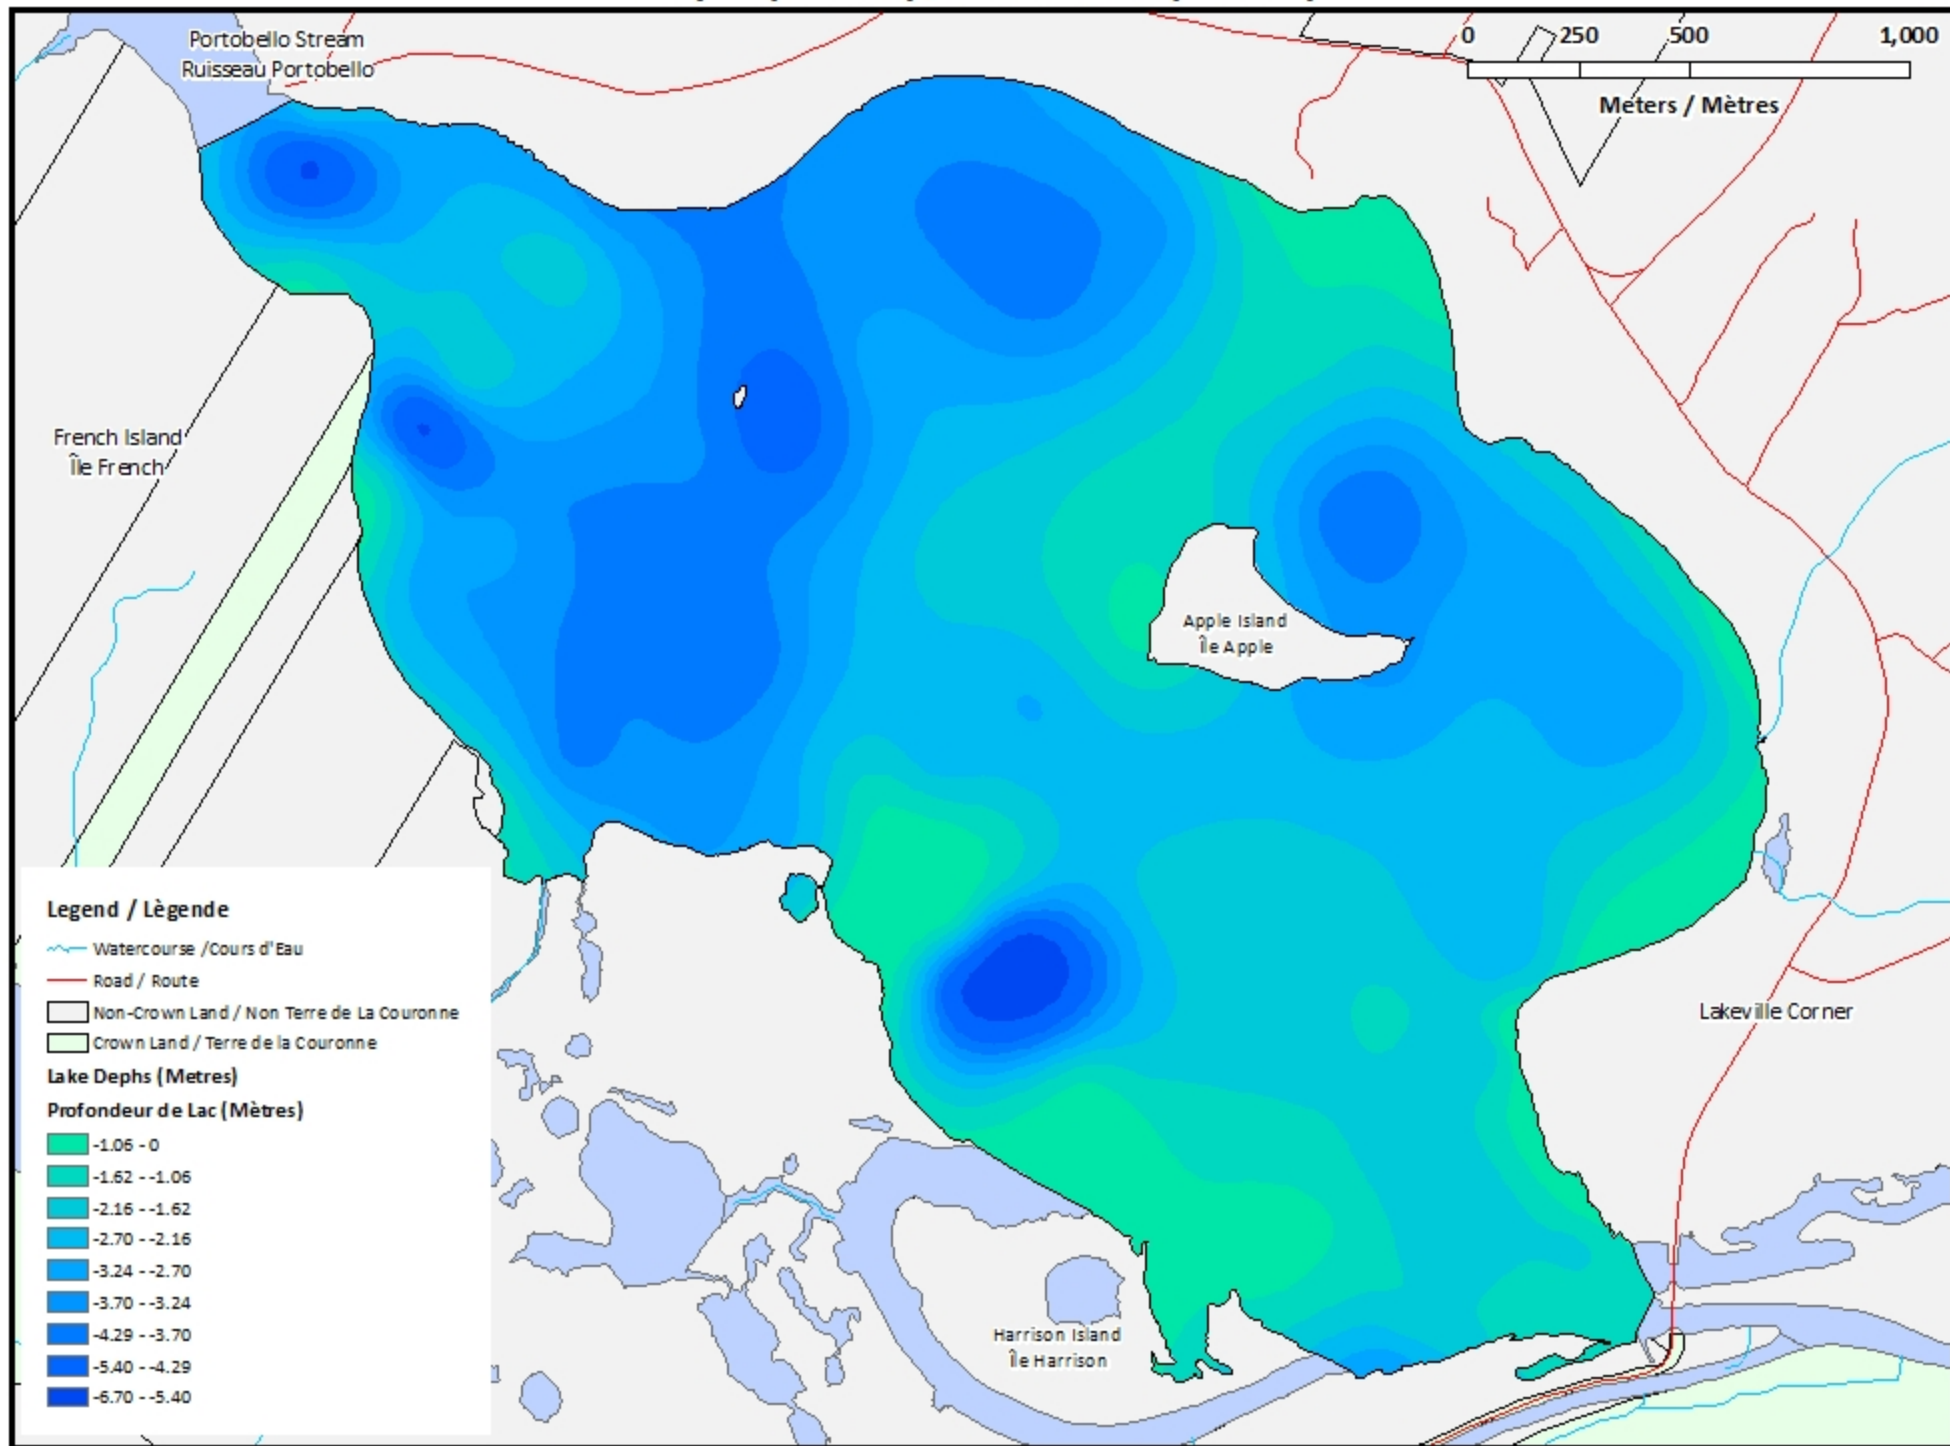 Portobello Stream
Ruisseau Portobello
0 250 500 1,000
Meters / Mètres
French Island
Île French
Apple Island
Île Apple
Lakeville Corner
Harrison Island
Île Harrison
Legend / Lègende
Watercourse /Cours d'Eau
Road / Route
Non-Crown Land / Non Terre de La Couronne
Crown Land / Terre de la Couronne
Lake Dephs (Metres)
Profondeur de Lac (Mètres)
-1.06 - 0
-1.62 - -1.06
-2.16 - -1.62
-2.70 - -2.16
-3.24 - -2.70
-3.70 - -3.24
-4.29 - -3.70
-5.40 - -4.29
-6.70 - -5.40